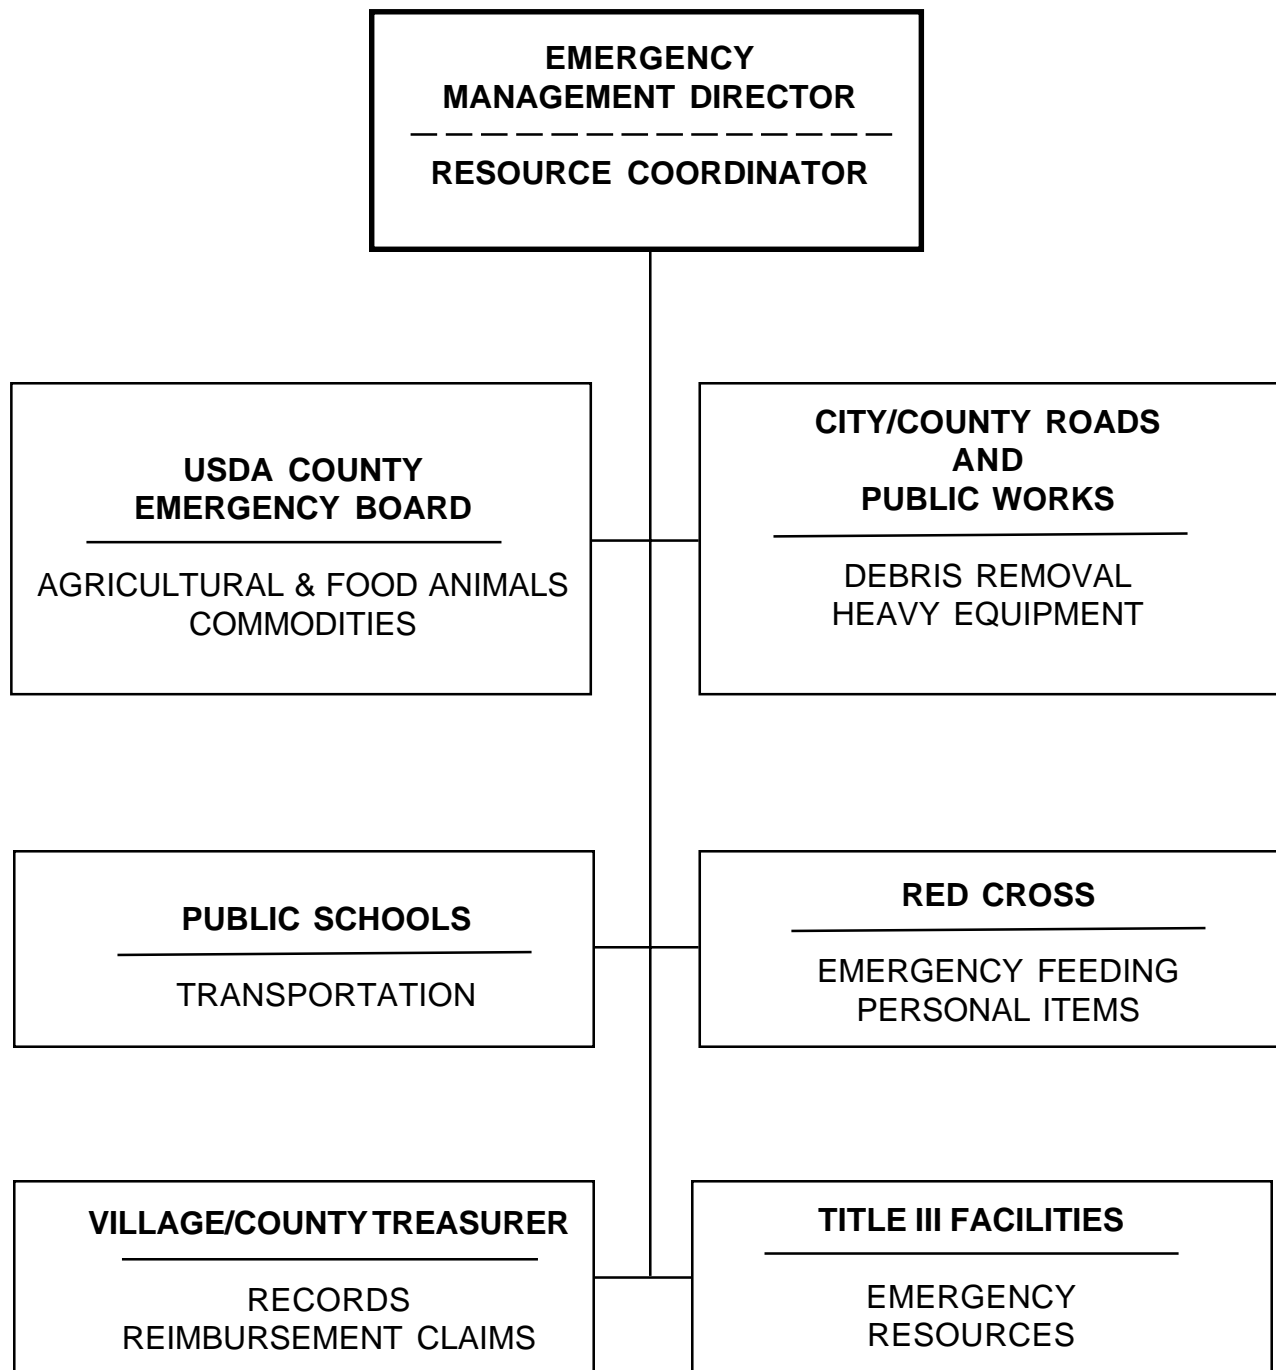 EMERGENCY
MANAGEMENT DIRECTOR
RESOURCE COORDINATOR
USDA COUNTY
EMERGENCY BOARD
AGRICULTURAL & FOOD ANIMALS
COMMODITIES
CITY/COUNTY ROADS
AND
PUBLIC WORKS
DEBRIS REMOVAL
HEAVY EQUIPMENT
PUBLIC SCHOOLS
TRANSPORTATION
RED CROSS
EMERGENCY FEEDING
PERSONAL ITEMS
VILLAGE/COUNTY TREASURER
RECORDS
REIMBURSEMENT CLAIMS
TITLE III FACILITIES
EMERGENCY
RESOURCES